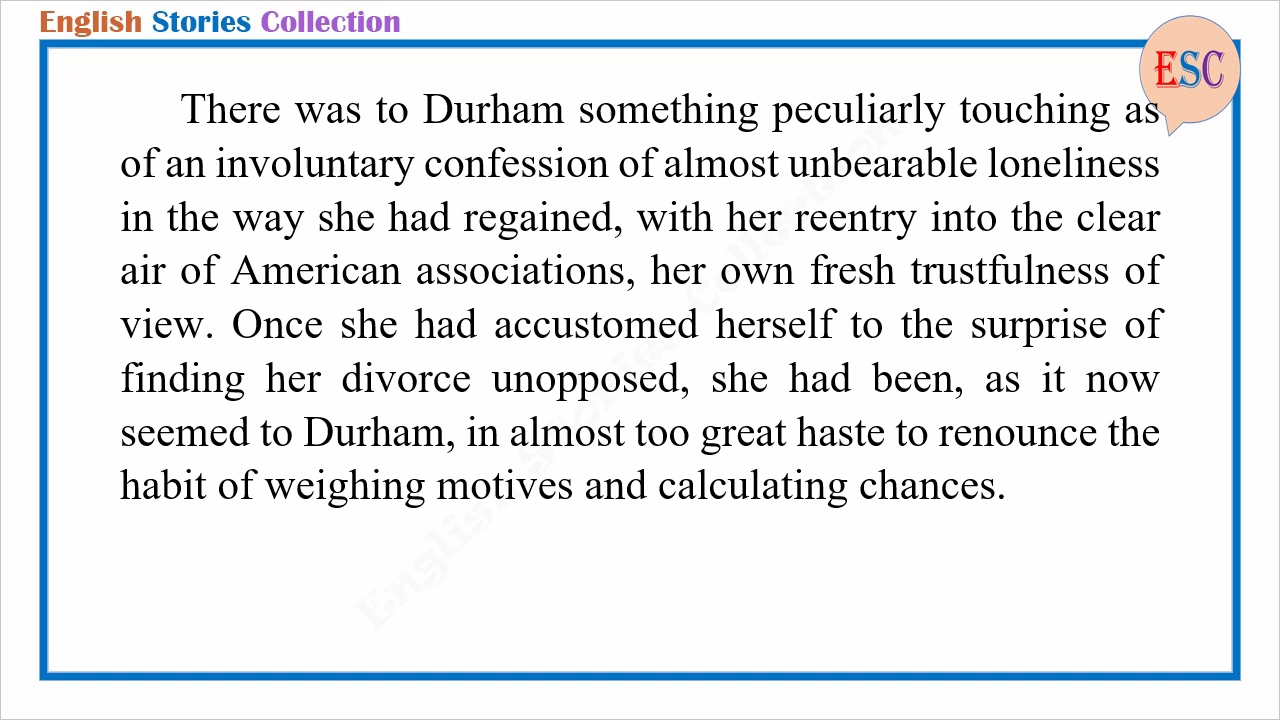 English Stories Collection
ESC
There was to Durham something peculiarly touching as
of an involuntary confession of almost unbearable loneliness
in the way she had regained, with her reentry into the clear
air of American associations, her own fresh trustfulness of
view. Once she had accustomed herself to the surprise of
finding her divorce unopposed, she had been, as it now
seemed to Durham, in almost too great haste to renounce the
habit of weighing motives and calculating chances.
English Stories Collection